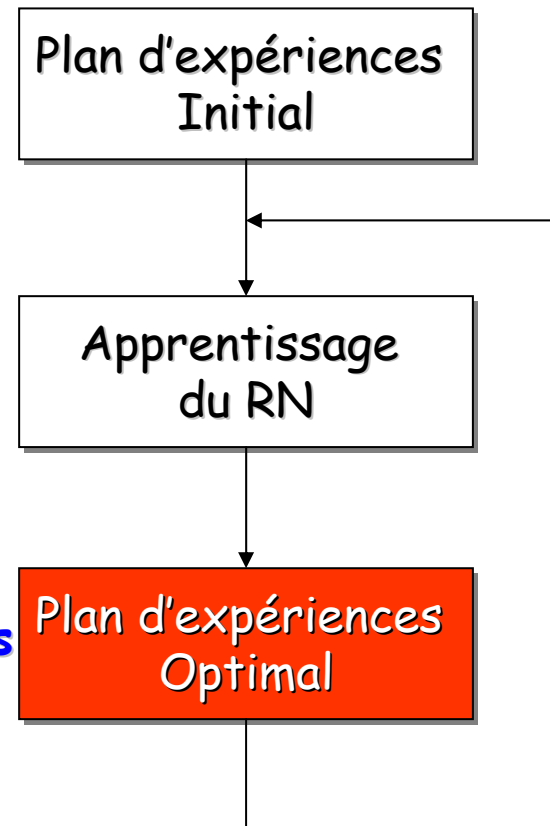 Plan d'expériences
Initial
Apprentissage
du RN
s
Plan d'expériences
Optimal